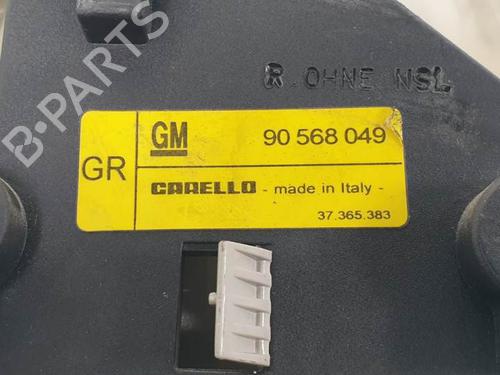 R. OHNE NSL
GR
GM
90 568 049
CARELLO - made in Italy -
37.365.383
B-PARTS